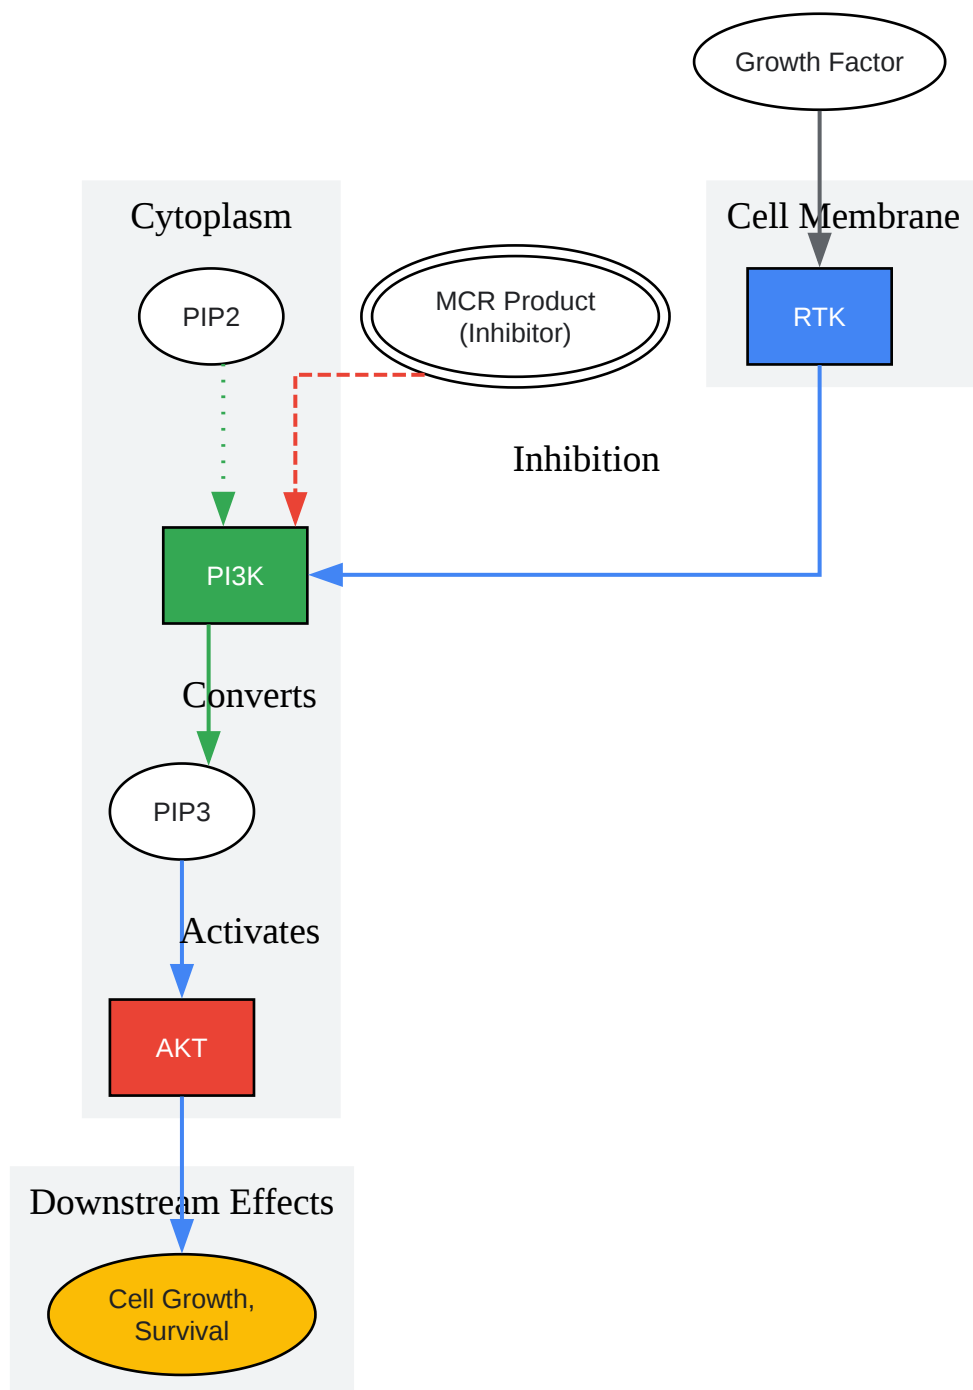 Growth Factor
Cytoplasm
Cell Membrane
PIP2
MCR Product
(Inhibitor)
RTK
Inhibition
PI3K
Converts
PIP3
Activates
AKT
Downstream Effects
Cell Growth,
Survival